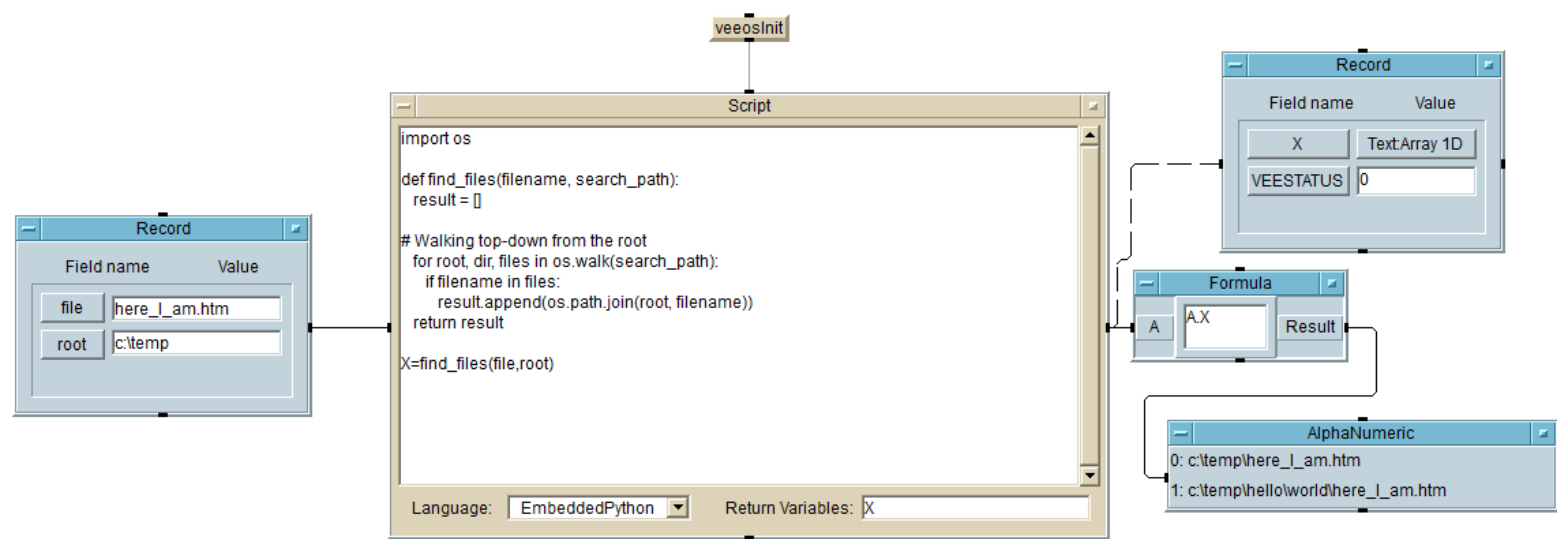 veeosInit
Record
Field name Value
file here_I_am.htm
root c:\temp
Script
import os
def find_files(filename, search_path):
result = []
# Walking top-down from the root
for root, dir, files in os.walk(search_path):
if filename in files:
result.append(os.path.join(root, filename))
return result
X=find_files(file,root)
Language: EmbeddedPython Return Variables: X
Record
Field name Value
X Text:Array 1D
VEESTATUS 0
Formula
A A.X Result
AlphaNumeric
0: c:\temp\here_I_am.htm
1: c:\temp\hello\world\here_I_am.htm